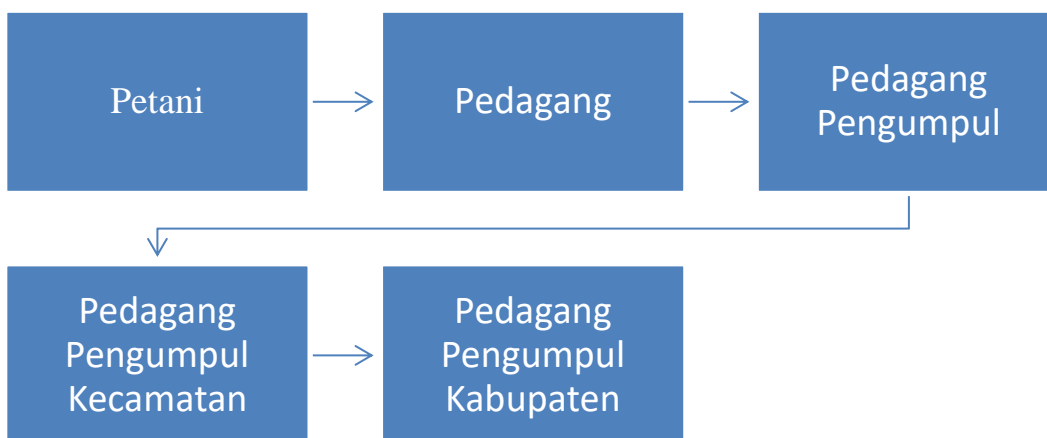 Petani
Pedagang
Pedagang
Pengumpul
Pedagang
Pengumpul
Kecamatan
Pedagang
Pengumpul
Kabupaten